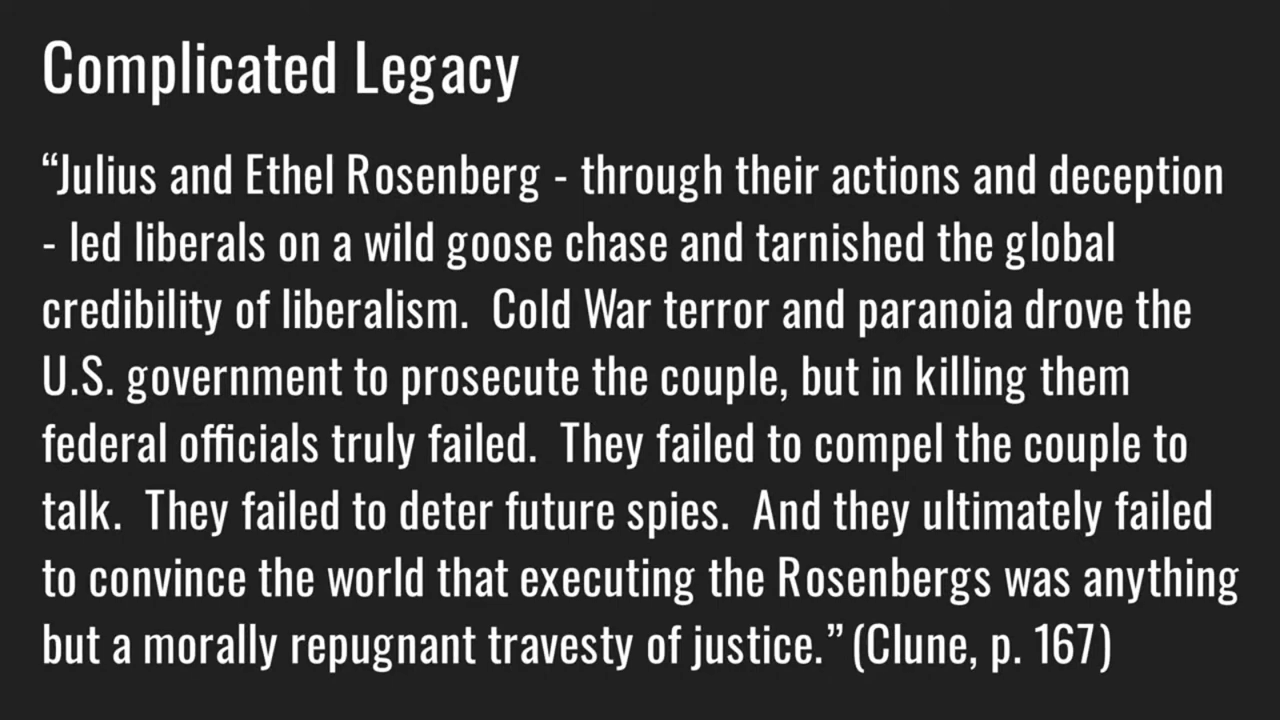 Complicated Legacy
“Julius and Ethel Rosenberg - through their actions and deception
- led liberals on a wild goose chase and tarnished the global
credibility of liberalism.  Cold War terror and paranoia drove the
U.S. government to prosecute the couple, but in killing them
federal officials truly failed.  They failed to compel the couple to
talk.  They failed to deter future spies.  And they ultimately failed
to convince the world that executing the Rosenbergs was anything
but a morally repugnant travesty of justice.” (Clune, p. 167)